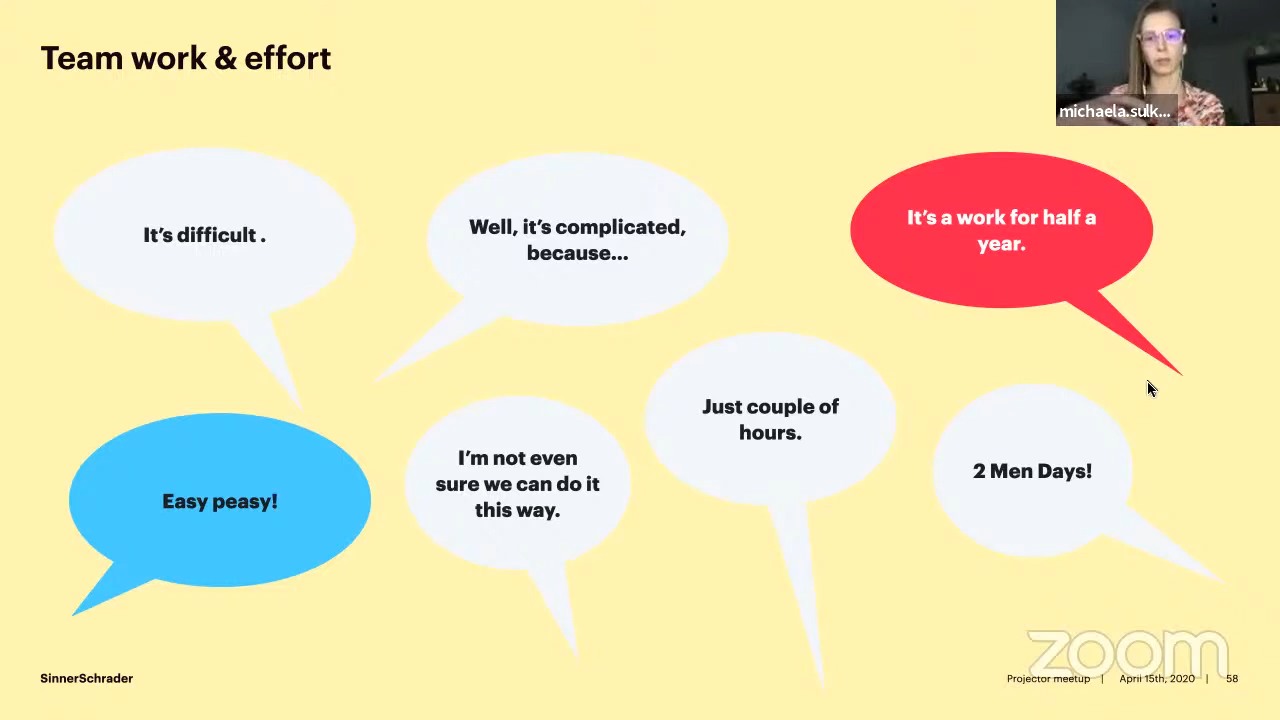 Team work & effort
michaela.sulk...
It's difficult .
Well, it's complicated,
because...
It's a work for half a
year.
Just couple of
hours.
Easy peasy!
I'm not even
sure we can do it
this way.
2 Men Days!
zoom
SinnerSchrader
Projector meetup | April 15th, 2020 | 58